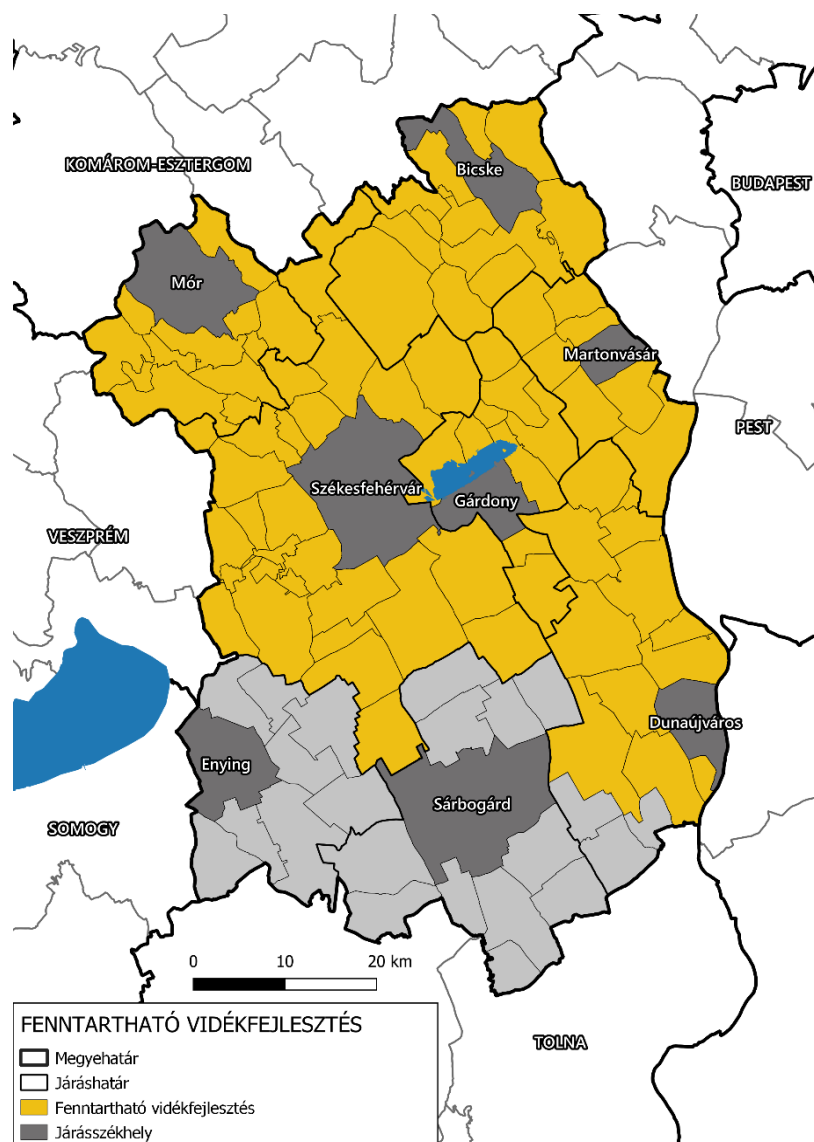 KOMÁROM-ESZTERGOM
Bicske
BUDAPEST
Mór
Martonvásár
PEST
Székesfehérvár
Gárdony
VESZPRÉM
Dunaújváros
Enying
Sárbogárd
SOMOGY
0 10 20 km
FENNTARTHATÓ VIDÉKFEJLESZTÉS
Megyehatár
Járáshatár
Fenntartható vidékfejlesztés
Járásszékhely
TOLNA